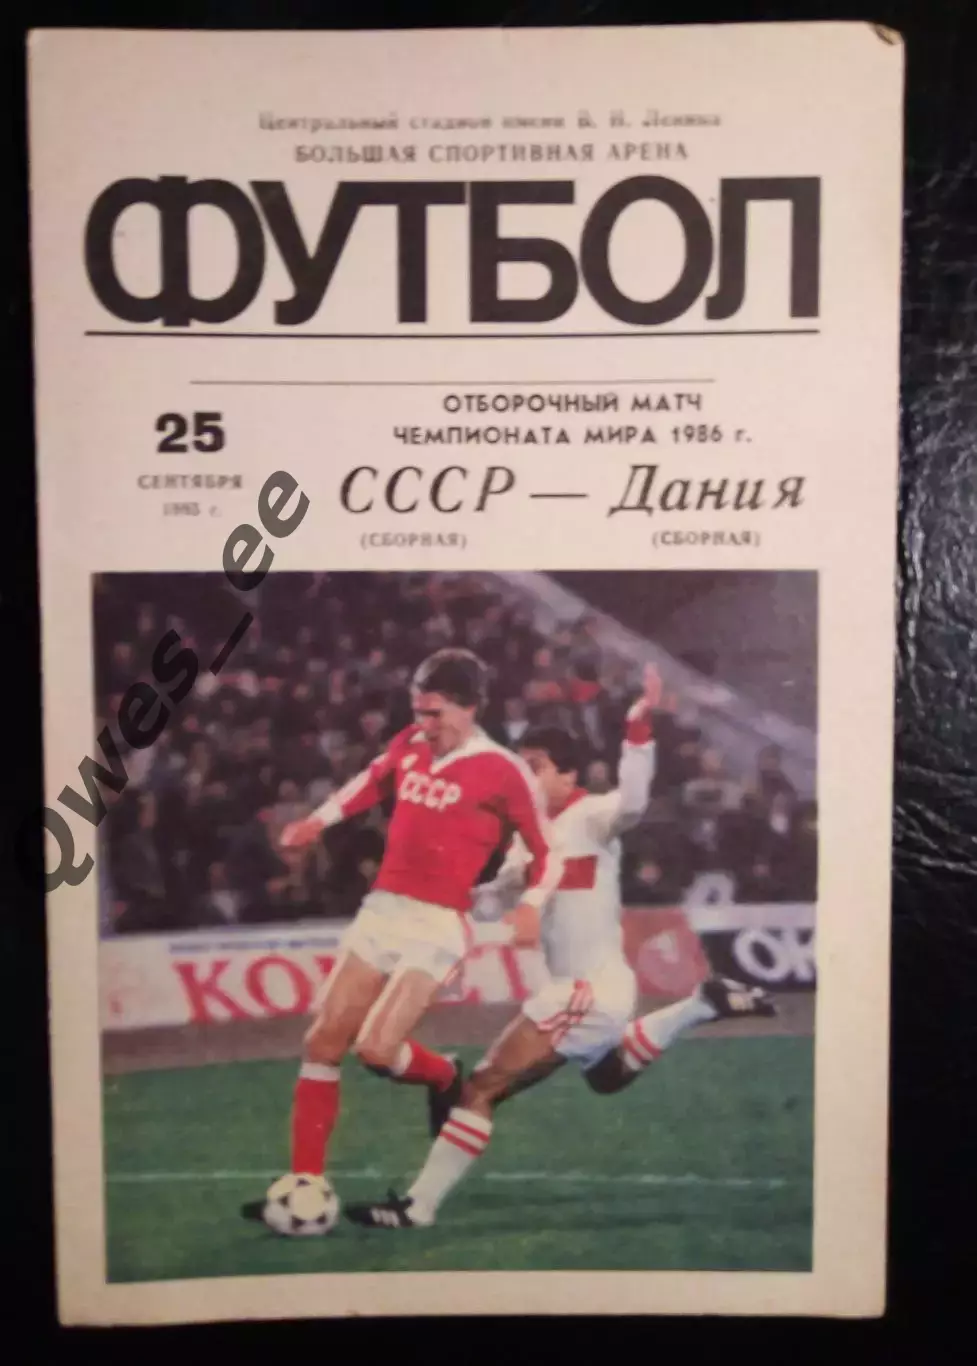 Центральный стадион имени В. И. Ленина
БОЛЬШАЯ СПОРТИВНАЯ АРЕНА
ФУТБОЛ
25
СЕНТЯБРЯ
1985 г.
ОТБОРОЧНЫЙ МАТЧ
ЧЕМПИОНАТА МИРА 1986 г.
СССР — Дания
(СБОРНАЯ) (СБОРНАЯ)
СССР
Qwes_ee